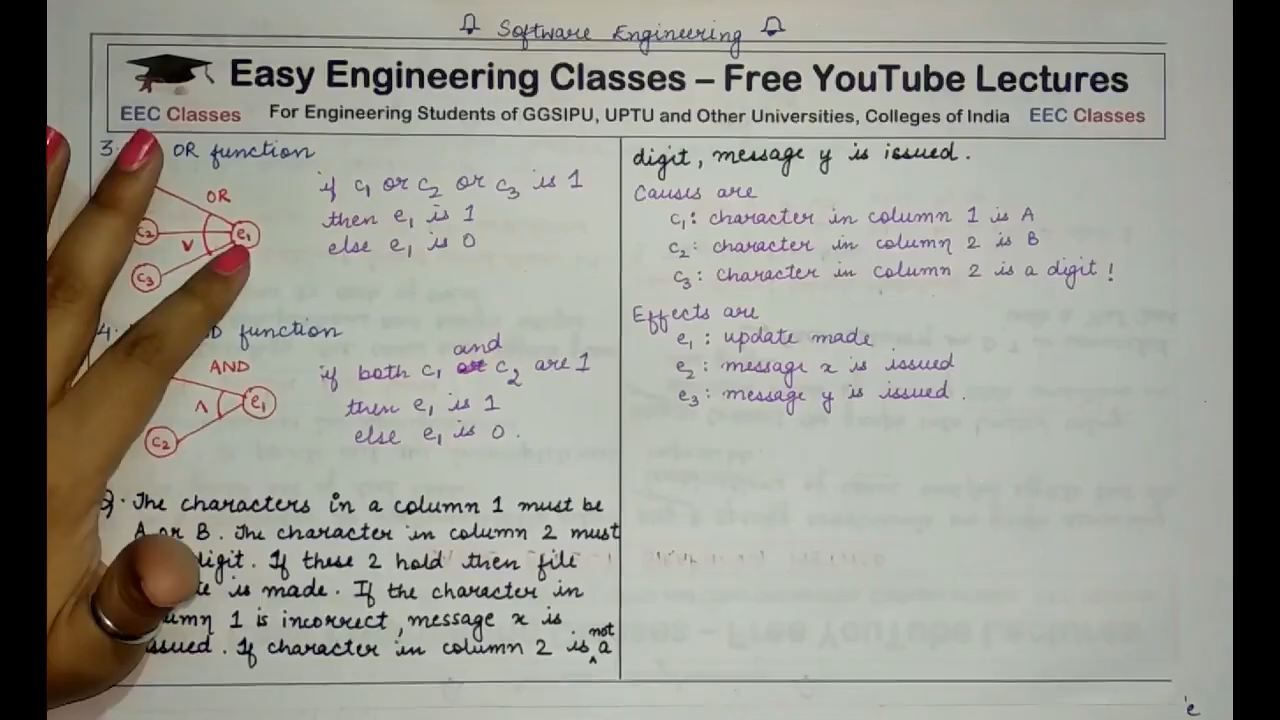 Software Engineering
Easy Engineering Classes – Free YouTube Lectures
EEC Classes For Engineering Students of GGSIPU, UPTU and Other Universities, Colleges of India EEC Classes
3. OR function
OR
if c1 or c2 or c3 is 1
then e1 is 1
else e1 is 0
c2
V
e1
c3
4. function
AND
if both c1 and c2 are 1
then e1 is 1
else e1 is 0.
Λ
e1
c2
Q. The characters in a column 1 must be
A or B. The character in column 2 must
digit. If these 2 hold then file
is made. If the character in
1 is incorrect, message x is
. If character in column 2 is not a
digit, message y is issued.
Causes are
c1: character in column 1 is A
c2: character in column 2 is B
c3: character in column 2 is a digit!
Effects are
e1: update made
e2: message x is issued
e3: message y is issued.
e